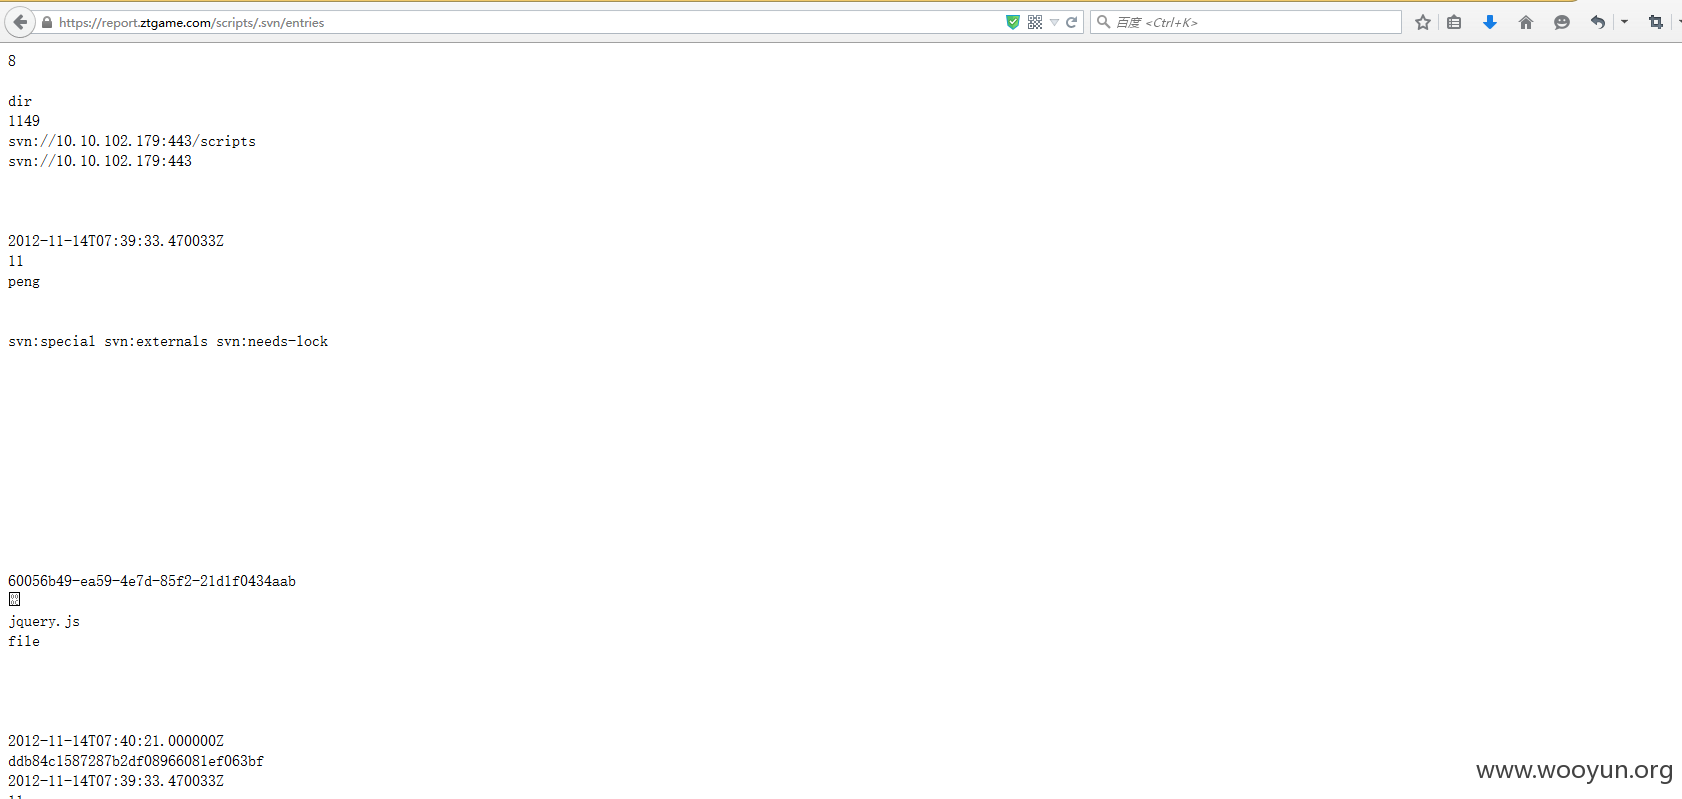 https://report.ztgame.com/scripts/.svn/entries
百度 <Ctrl+K>
8
dir
1149
svn://10.10.102.179:443/scripts
svn://10.10.102.179:443
2012-11-14T07:39:33.470033Z
11
peng
svn:special svn:externals svn:needs-lock
60056b49-ea59-4e7d-85f2-21d1f0434aab
jquery.js
file
2012-11-14T07:40:21.000000Z
ddb84c1587287b2df08966081ef063bf
2012-11-14T07:39:33.470033Z
www.wooyun.org